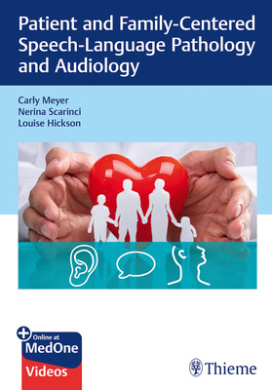 Patient and Family-Centered
Speech-Language Pathology
and Audiology
Carly Meyer
Nerina Scarinci
Louise Hickson
+ Online at
MedOne
Videos
Thieme